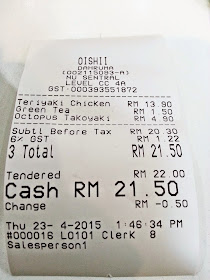 OISHII
DAHRUMA
(002115093-A)
NU SENTRAL
LEVEL CC 4A
GST:000393551872
Teriyaki Chicken RM 13.90
Green Tea RM 1.50
Octopus Takoyaki RM 4.90
Subtl Before Tax RM 20.30
6% GST RM 1.22
3 Total RM 21.50
Tendered RM 22.00
Cash RM 21.50
Change RM -0.50
Thu 23- 4-2015 1:46:34 PM
#000016 L0101 Clerk 8
Salesperson1